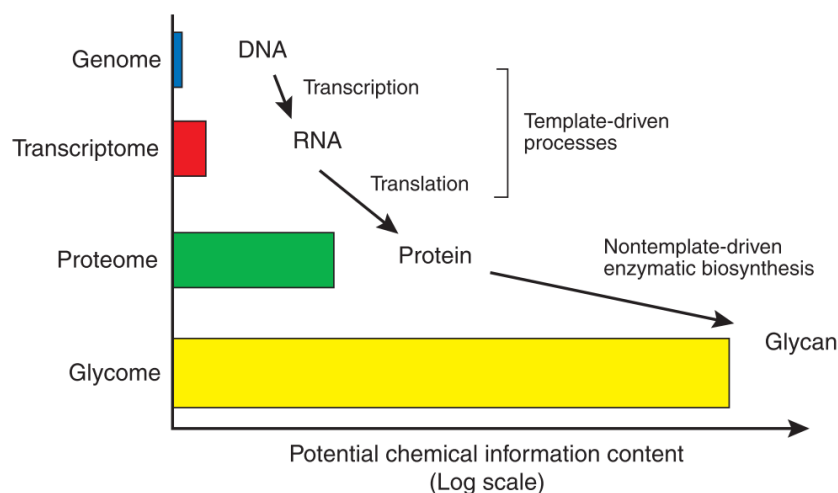 Genome
DNA
Transcription
Transcriptome
RNA
Template-driven
processes
Translation
Proteome
Protein
Nontemplate-driven
enzymatic biosynthesis
Glycan
Glycome
Potential chemical information content
(Log scale)